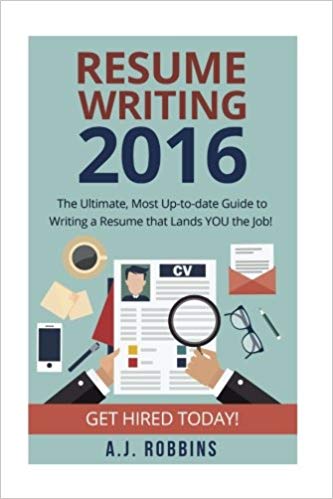 RESUME
WRITING
2016
The Ultimate, Most Up-to-date Guide to
Writing a Resume that Lands YOU the Job!
CV
GET HIRED TODAY!
A.J. ROBBINS